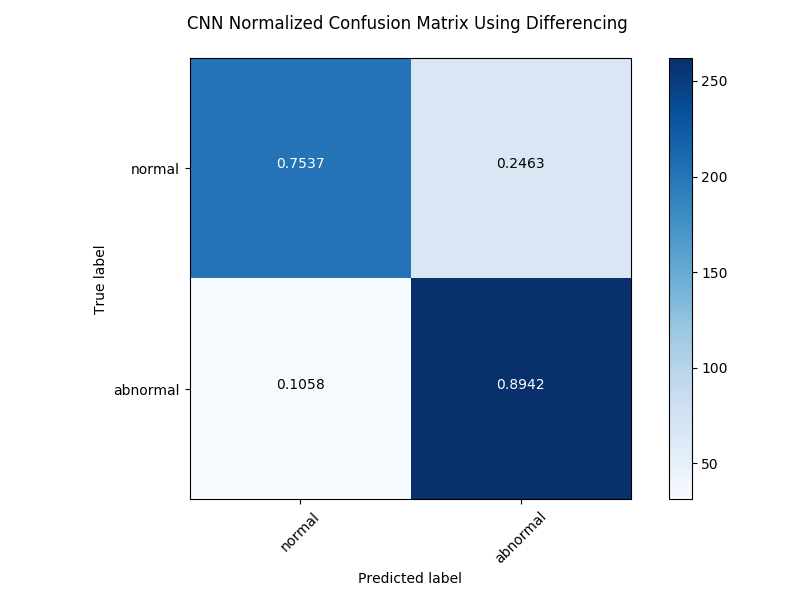 CNN Normalized Confusion Matrix Using Differencing
250
200
150
100
50
normal
0.7537
0.2463
True label
abnormal
0.1058
0.8942
normal
abnormal
Predicted label